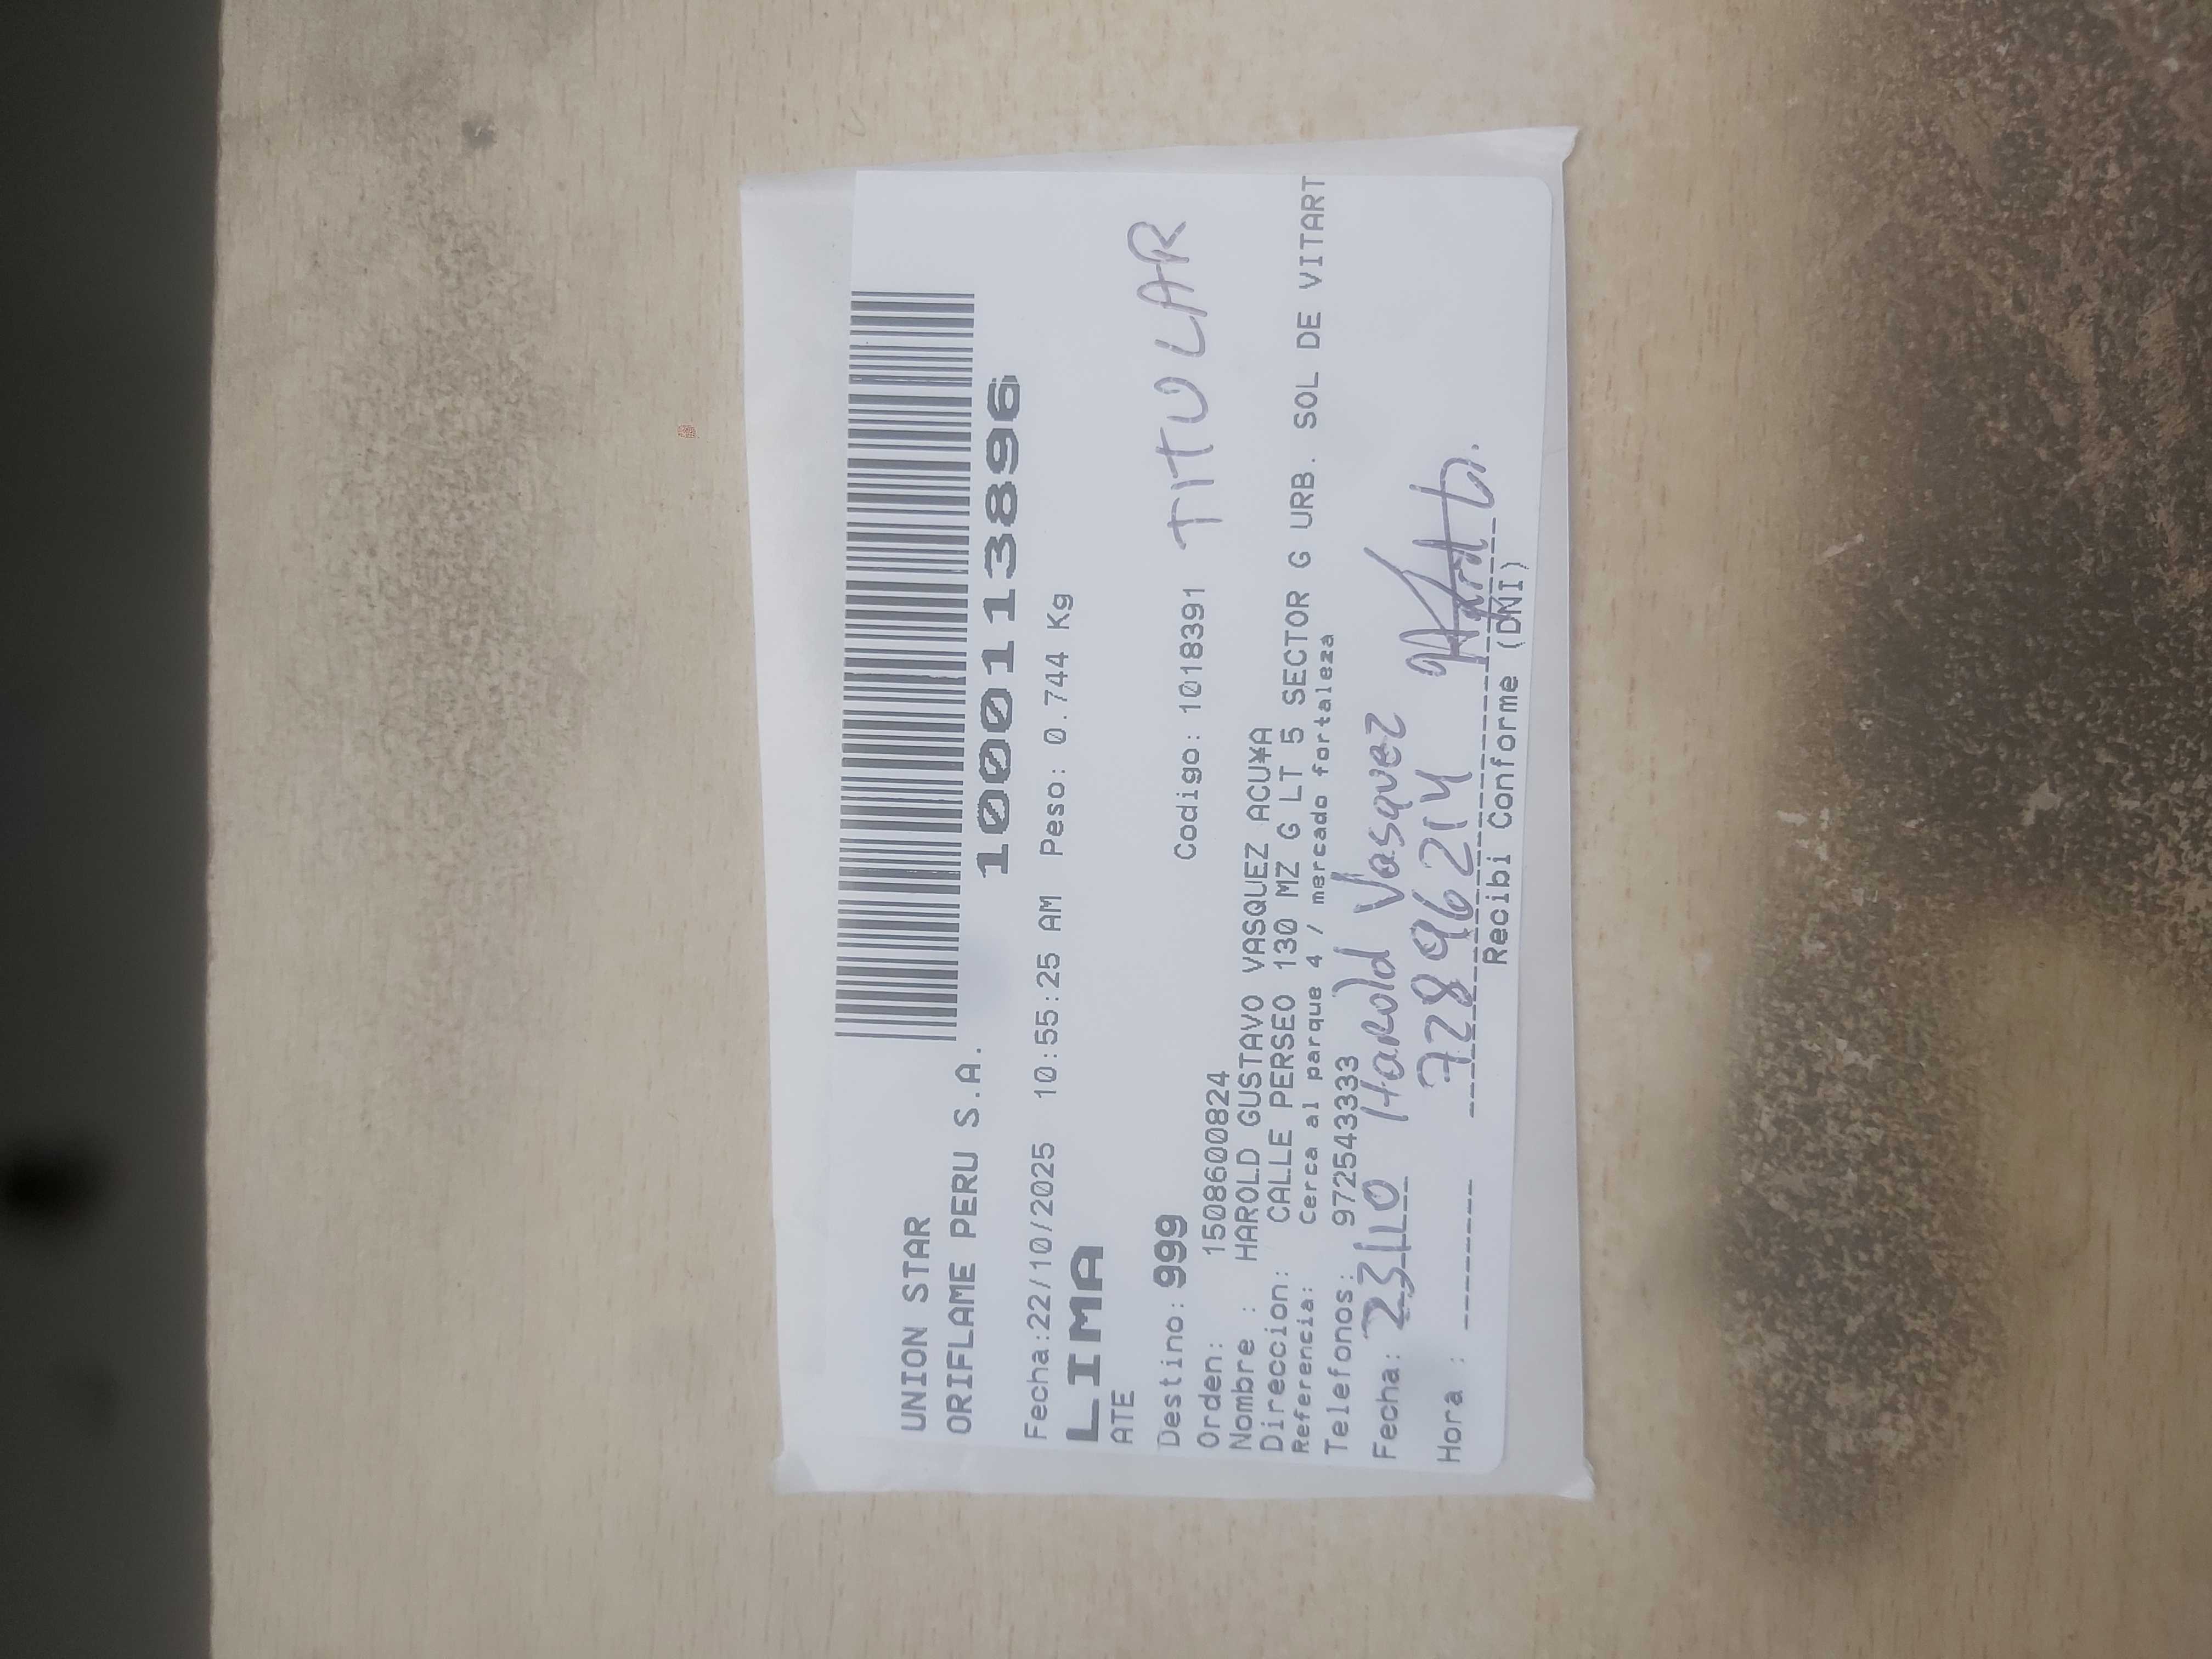 UNION STAR
ORIFLAME PERU S.A.
10001113896
Fecha:22/10/2025 10:55:25 AM Peso: 0.744 Kg
LIMA
ATE
Destino:999 Codigo:1018391 TITULAR
Orden: 1508600824
Nombre : HAROLD GUSTAVO VASQUEZ ACU¥A
Direccion: CALLE PERSEO 130 MZ G LT 5 SECTOR G URB. SOL DE VITART
Referencia: Cerca al parque 4 / mercado fortaleza
Telefonos: 972543333
Fecha: 23/10 Harold Vasquez
Hora : 72896214
Recibi Conforme (DNI)